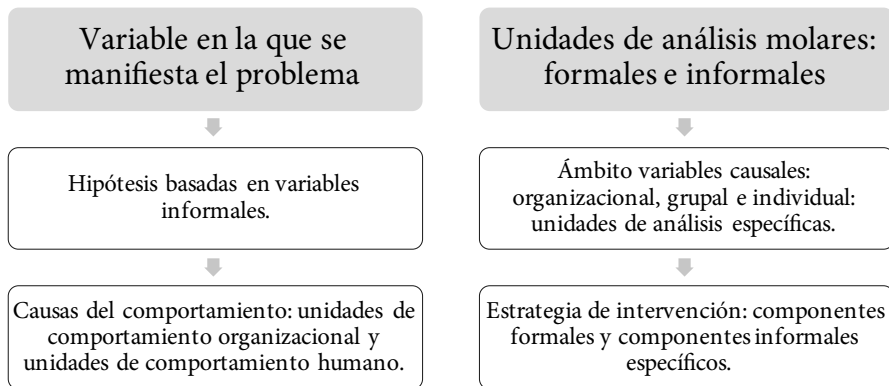 Variable en la que se
manifiesta el problema
Hipótesis basadas en variables
informales.
Causas del comportamiento: unidades de
comportamiento organizacional y
unidades de comportamiento humano.
Unidades de análisis molares:
formales e informales
Ámbito variables causales:
organizacional, grupal e individual:
unidades de análisis específicas.
Estrategia de intervención: componentes
formales y componentes informales
específicos.